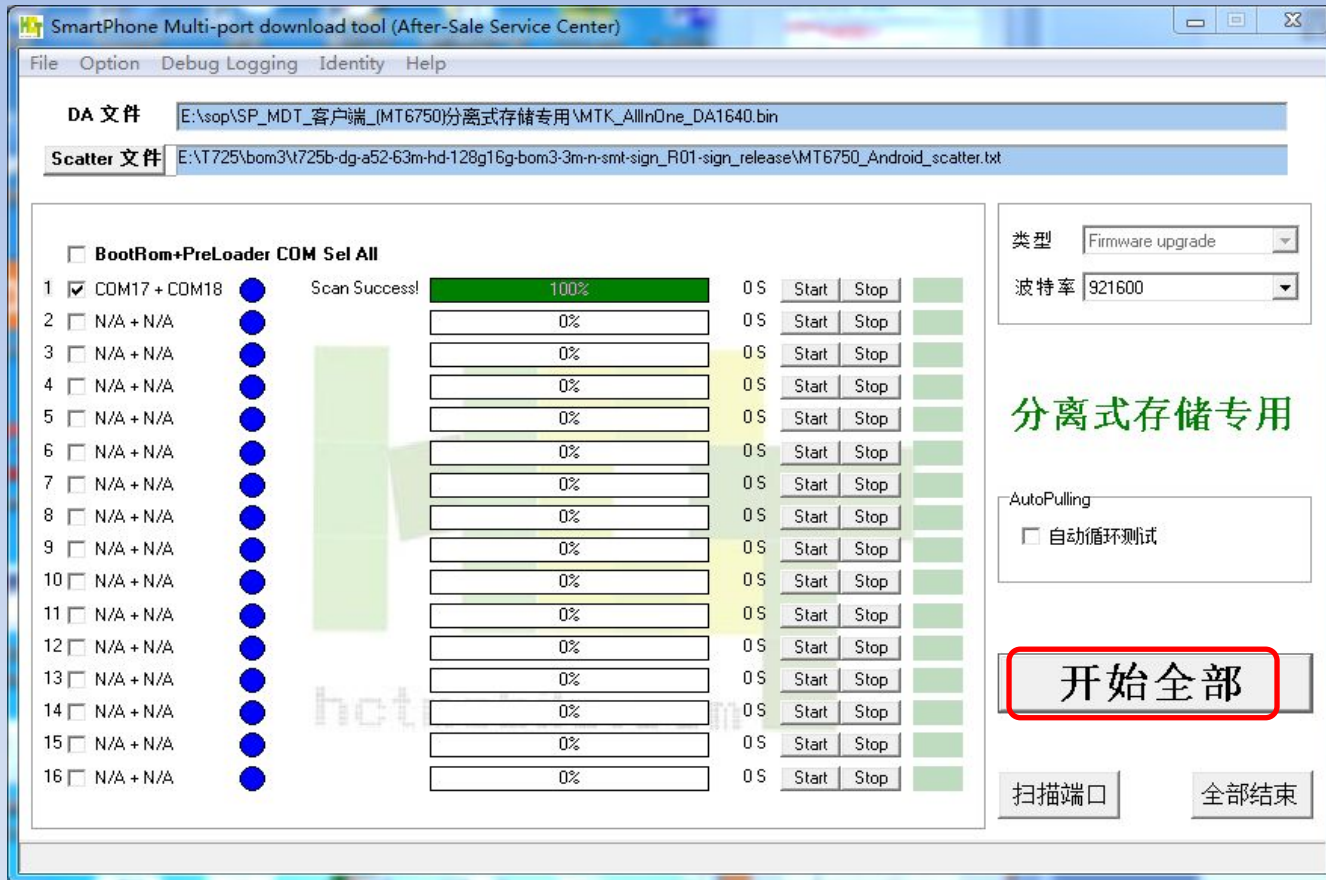 SmartPhone Multi-port download tool (After-Sale Service Center)
File Option Debug Logging Identity Help
DA 文件 E:\sop\SP_MDT_客户端_(MT6750)分离式存储专用\MTK_AllInOne_DA1640.bin
Scatter 文件 E:\T725\bom3\t725b-dg-a52-63m-hd-128g16g-bom3-3m-n-smt-sign_R01-sign_release\MT6750_Android_scatter.txt
BootRom+PreLoader COM Sel All
1 COM17 + COM18 Scan Success! 100% 0 S Start Stop
2 N/A + N/A 0% 0 S Start Stop
3 N/A + N/A 0% 0 S Start Stop
4 N/A + N/A 0% 0 S Start Stop
5 N/A + N/A 0% 0 S Start Stop
6 N/A + N/A 0% 0 S Start Stop
7 N/A + N/A 0% 0 S Start Stop
8 N/A + N/A 0% 0 S Start Stop
9 N/A + N/A 0% 0 S Start Stop
10 N/A + N/A 0% 0 S Start Stop
11 N/A + N/A 0% 0 S Start Stop
12 N/A + N/A 0% 0 S Start Stop
13 N/A + N/A 0% 0 S Start Stop
14 N/A + N/A 0% 0 S Start Stop
15 N/A + N/A 0% 0 S Start Stop
16 N/A + N/A 0% 0 S Start Stop
类型 Firmware upgrade
波特率 921600
分离式存储专用
AutoPulling
自动循环测试
开始全部
扫描端口 全部结束